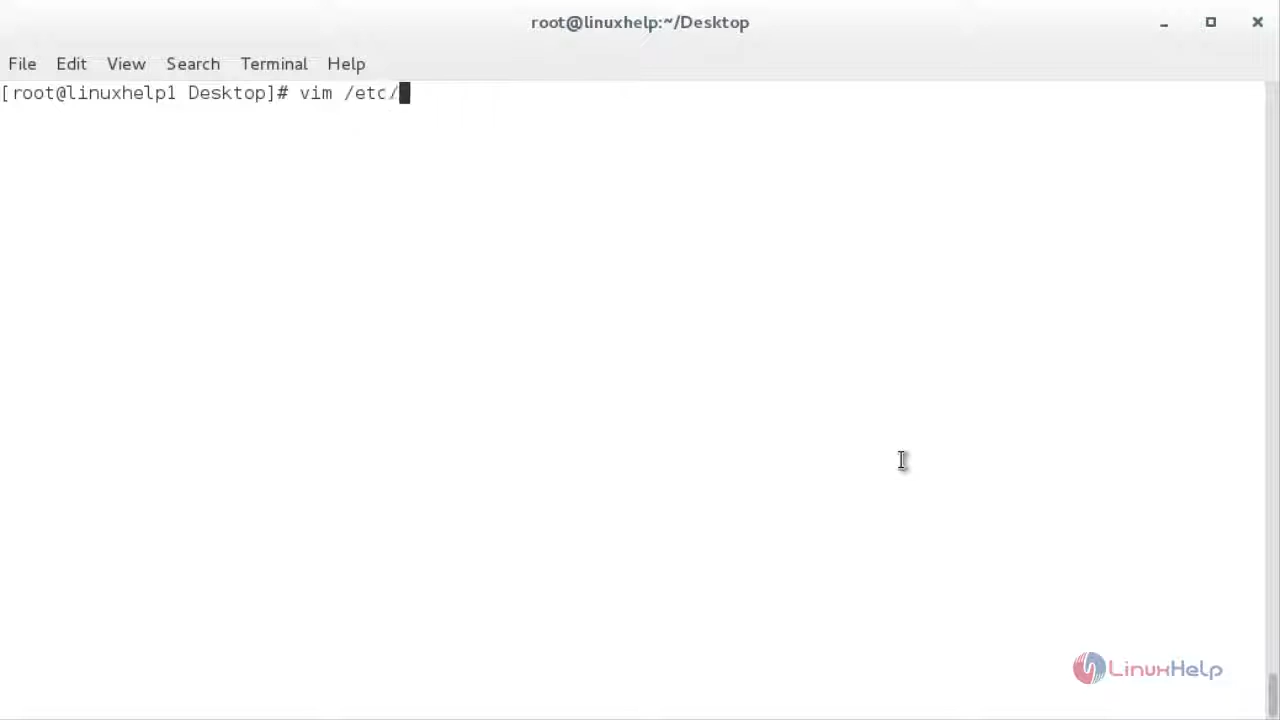 root@linuxhelp:~/Desktop
File Edit View Search Terminal Help
[root@linuxhelp1 Desktop]# vim /etc/
LinuxHelp